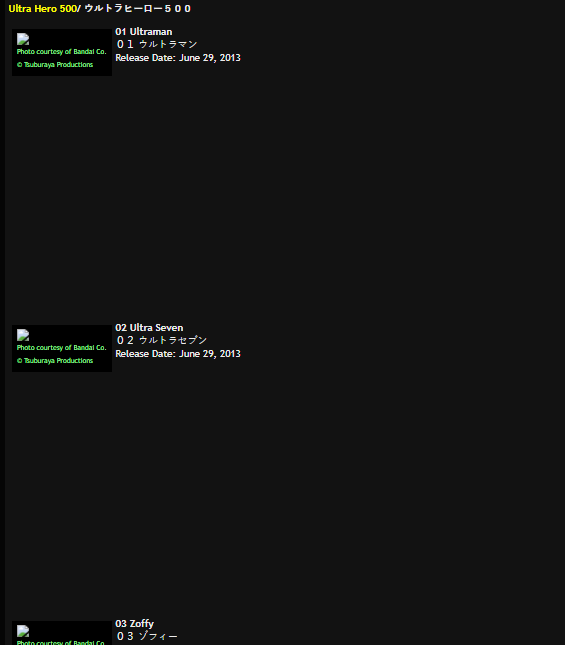 Ultra Hero 500/ ウルトラヒーロー５００
01 Ultraman
０１ ウルトラマン
Release Date: June 29, 2013
Photo courtesy of Bandai Co.
© Tsuburaya Productions
02 Ultra Seven
０２ ウルトラセブン
Release Date: June 29, 2013
Photo courtesy of Bandai Co.
© Tsuburaya Productions
03 Zoffy
０３ ゾフィー
Photo courtesy of Bandai Co.